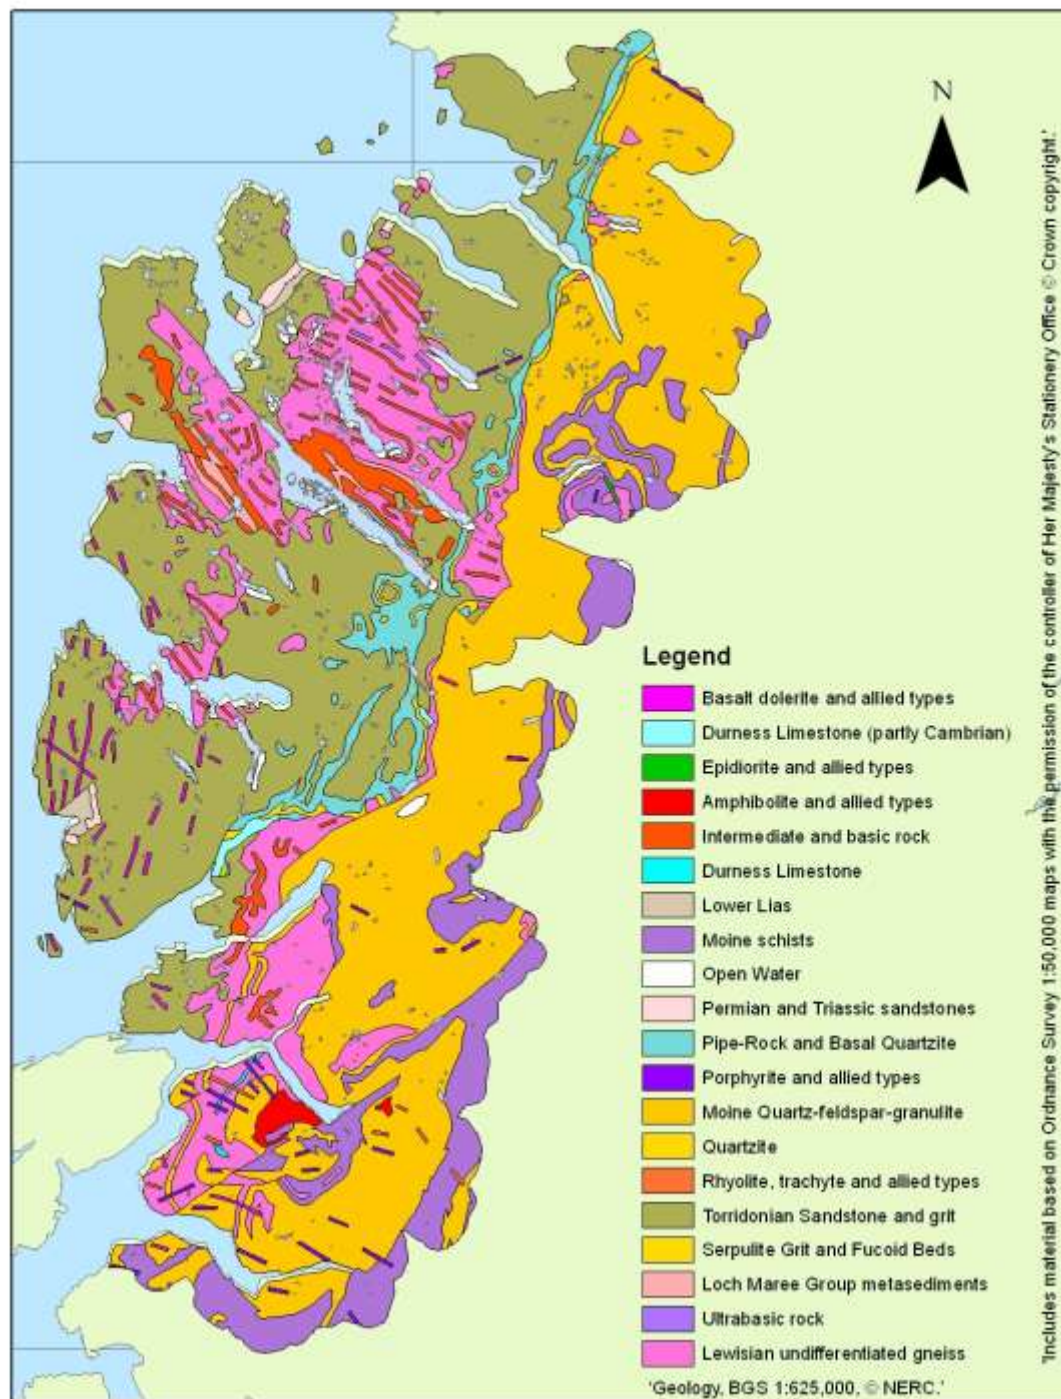 N
Legend
Basalt dolerite and allied types
Durness Limestone (partly Cambrian)
Epidiorite and allied types
Amphibolite and allied types
Intermediate and basic rock
Durness Limestone
Lower Lias
Moine schists
Open Water
Permian and Triassic sandstones
Pipe-Rock and Basal Quartzite
Porphyrite and allied types
Moine Quartz-feldspar-granulite
Quartzite
Rhyolite, trachyte and allied types
Torridonian Sandstone and grit
Serpulite Grit and Fucoid Beds
Loch Maree Group metasediments
Ultrabasic rock
Lewisian undifferentiated gneiss
'Geology, BGS 1:625,000, © NERC.'
'Includes material based on Ordnance Survey 1:50,000 maps with the permission of the controller of Her Majesty's Stationery Office © Crown copyright.'